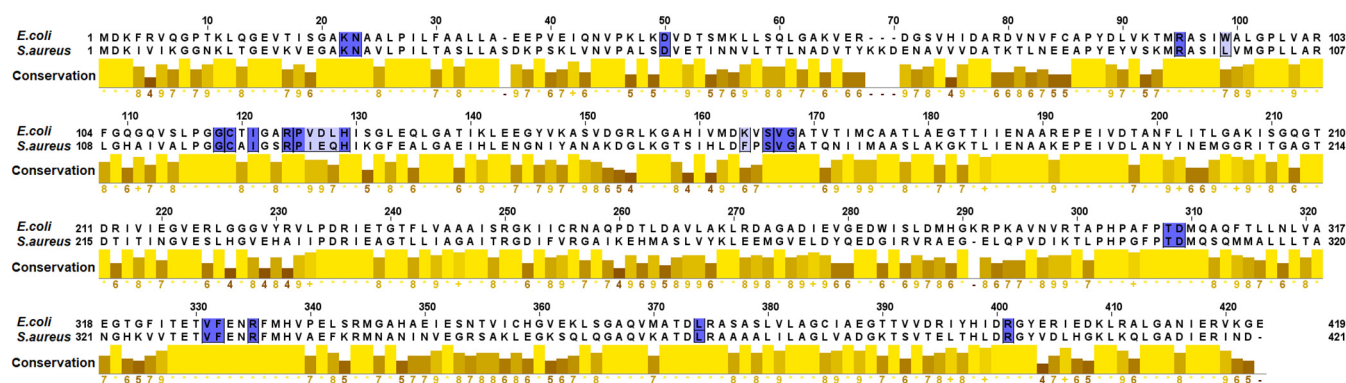 10 20 30 40 50 60 70 80 90 100
E.coli 1 MDKFRVQGPTKLQGEVTISGAKNAALPILFAALLA-EEPVEIQNVPKLKDVDTSMKLLSQLGAKVER--DGSVHIDARDVNVFCAPYDLVKTMRASIWALGPLVAR 103
S.aureus 1 MDKIVIKGGNKLTGEVKVEGAKNAVLPILTASLLASDKPSKLVNVPALSDVETINNVLTTLNADVTYKKDENAVVVDATKTLNEEAPYEYVSKMRASILVMGPLLAR 107
Conservation
110 120 130 140 150 160 170 180 190 200 210
E.coli 104 FGQGQVSLPGGCTIGARPVDLHISGLEQLGATIKLEEGYVKASVDGRLKGAHIVMDKVSVGATVTIMCAATLAEGTTIIENAAREPEIVDTANFLITLGAKISGQGT 210
S.aureus 108 LGHAIVALPGGCAIGSRPIEQHIKGFEALGAEIHLENGNIYANAKDGLKGTSIHLDFPSVGATQNIIMAASLAKGKTLIENAAKEPEIVDLANYINEMGGRITGAGT 214
Conservation
220 230 240 250 260 270 280 290 300 310 320
E.coli 211 DRIVIEGVERLGGGVYRVLPDRIETGTFLVAAAISRGKIICRNAQPDTLDAVLAKLRDAGADIEVGEDWISLDMHGKRPKAVNVRTAPHPAFPTDMQAQFTLLNLVA 317
S.aureus 215 DTITINGVESLHGVEHAIIPDRIEAGTLLIAGAITRGDIFVRGAIKEHMASLVYKLEEMGVELDYQEDGIRVRAEG-ELQPVDIKTLPHPGFPTDMQSQMMALLLTA 320
Conservation
330 340 350 360 370 380 390 400 410 420
E.coli 318 EGTGFITETVFENRFMHVPELSRMGAHAEIESNTVICHGVEKLSGAQVMATDLRASASLVLAGCIAEGTTVVDRIYHIDRGYERIEDKLRALGANIERVKGE 419
S.aureus 321 NGHKVVTETVFENRFMHVAEFKRMNANINVEGRSAKLEGKSQLQGAQVKATDLRAAAALILAGLVADGKTSVTELTHLDRGYVDLHGKLKQLGADIERIND- 421
Conservation